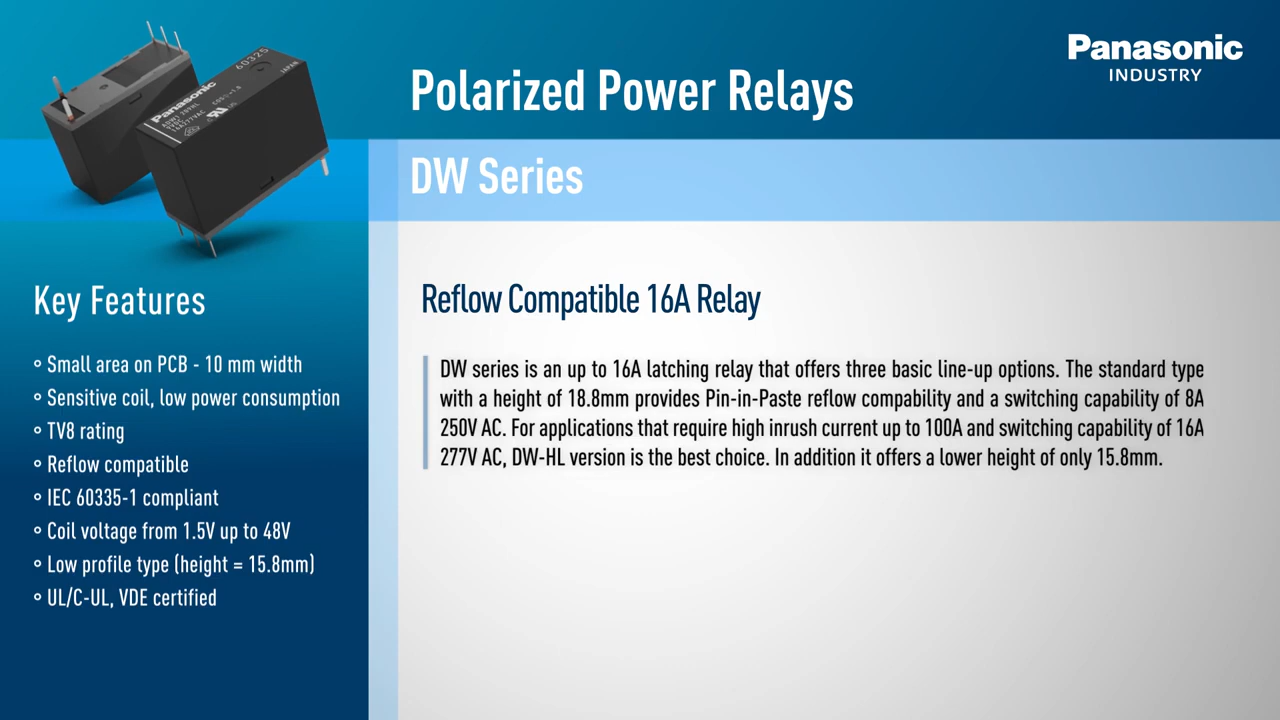 Panasonic
INDUSTRY
Polarized Power Relays
DW Series
60325
JAPAN
Panasonic
16A277VAC
Key Features
Small area on PCB - 10 mm width
Sensitive coil, low power consumption
TV8 rating
Reflow compatible
IEC 60335-1 compliant
Coil voltage from 1.5V up to 48V
Low profile type (height = 15.8mm)
UL/C-UL, VDE certified
Reflow Compatible 16A Relay
DW series is an up to 16A latching relay that offers three basic line-up options. The standard type
with a height of 18.8mm provides Pin-in-Paste reflow compability and a switching capability of 8A
250V AC. For applications that require high inrush current up to 100A and switching capability of 16A
277V AC, DW-HL version is the best choice. In addition it offers a lower height of only 15.8mm.